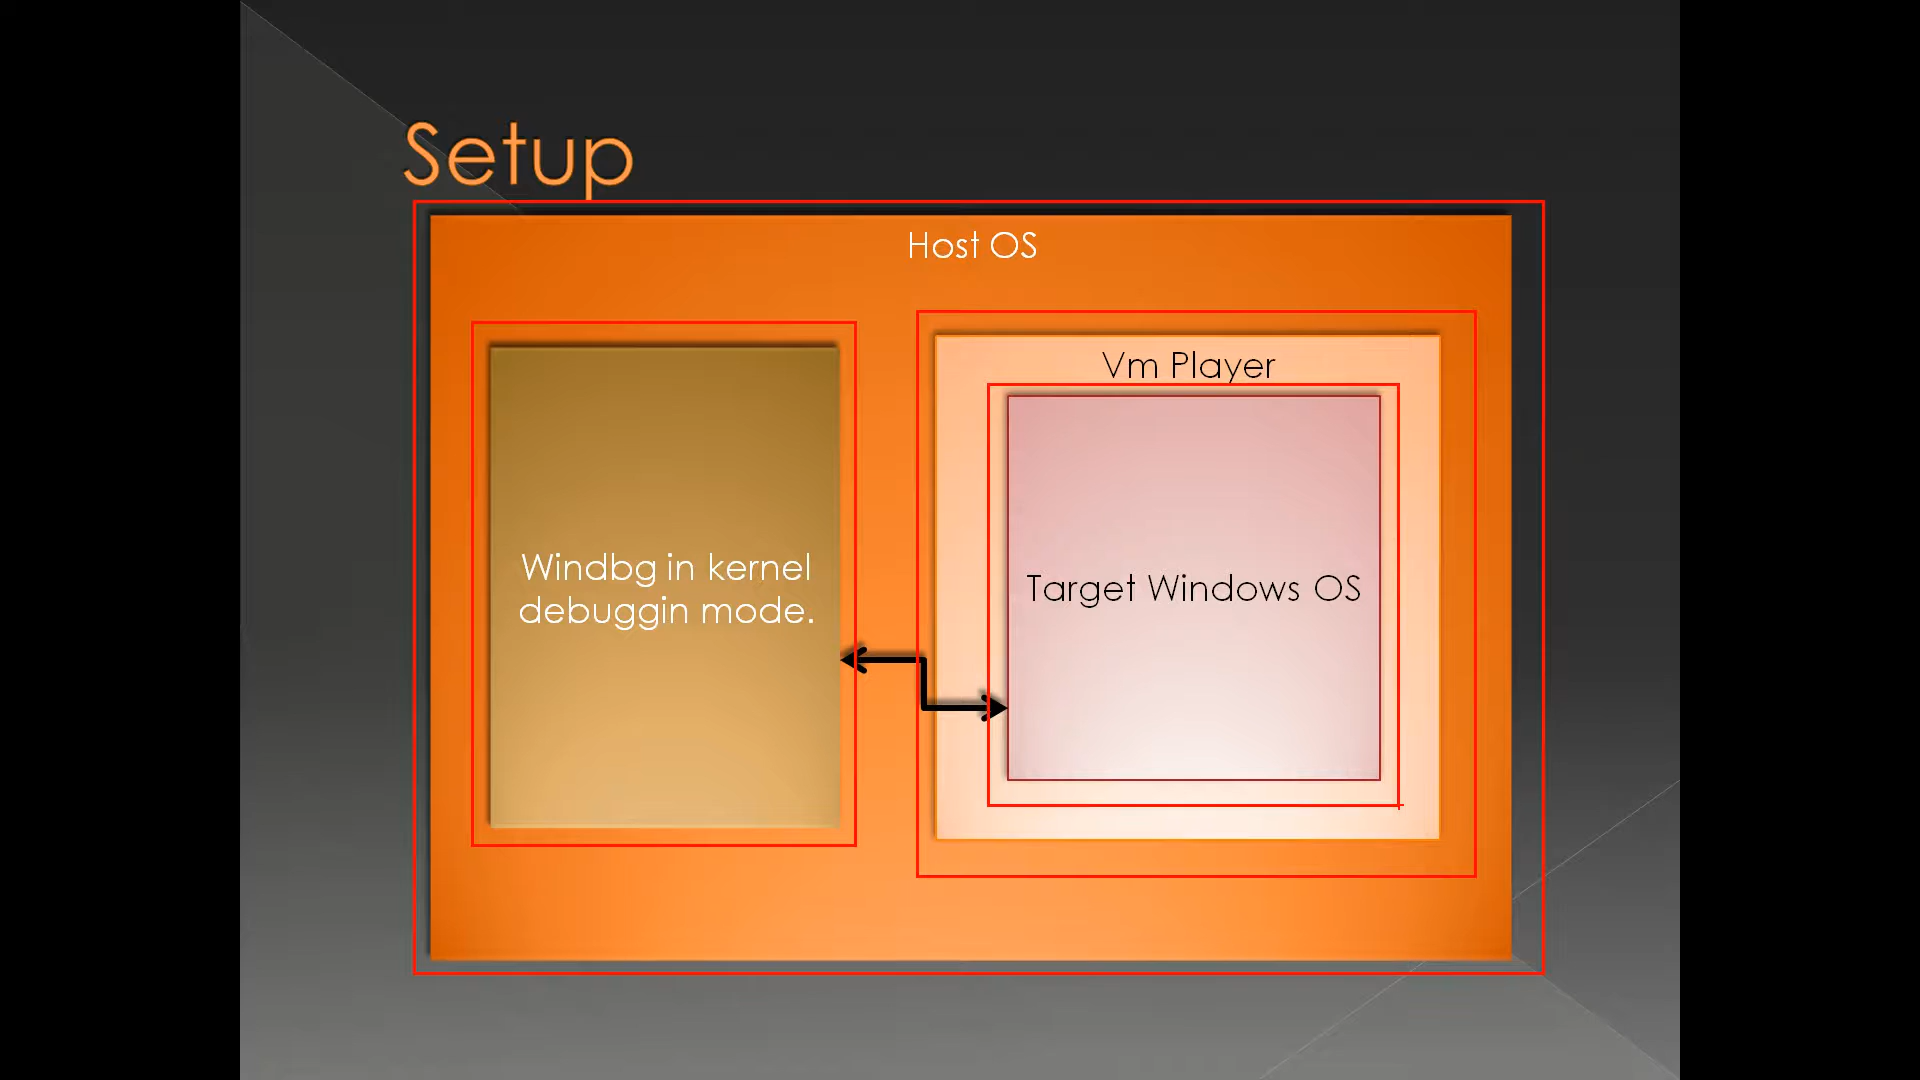 Setup
Host OS
Vm Player
Windbg in kernel
debuggin mode.
Target Windows OS